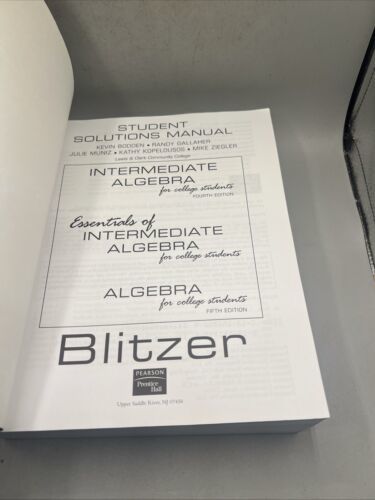 STUDENT
SOLUTIONS MANUAL
KEVIN BODDEN • RANDY GALLAHER
JULIE MUNIZ • KATHY KOPELOUSOS • MIKE ZIEGLER
Lewis & Clark Community College
INTERMEDIATE
ALGEBRA
for college students
FOURTH EDITION
Essentials of
INTERMEDIATE
ALGEBRA
for college students
ALGEBRA
for college students
FIFTH EDITION
Blitzer
PEARSON
Prentice
Hall
Upper Saddle River, NJ 07458